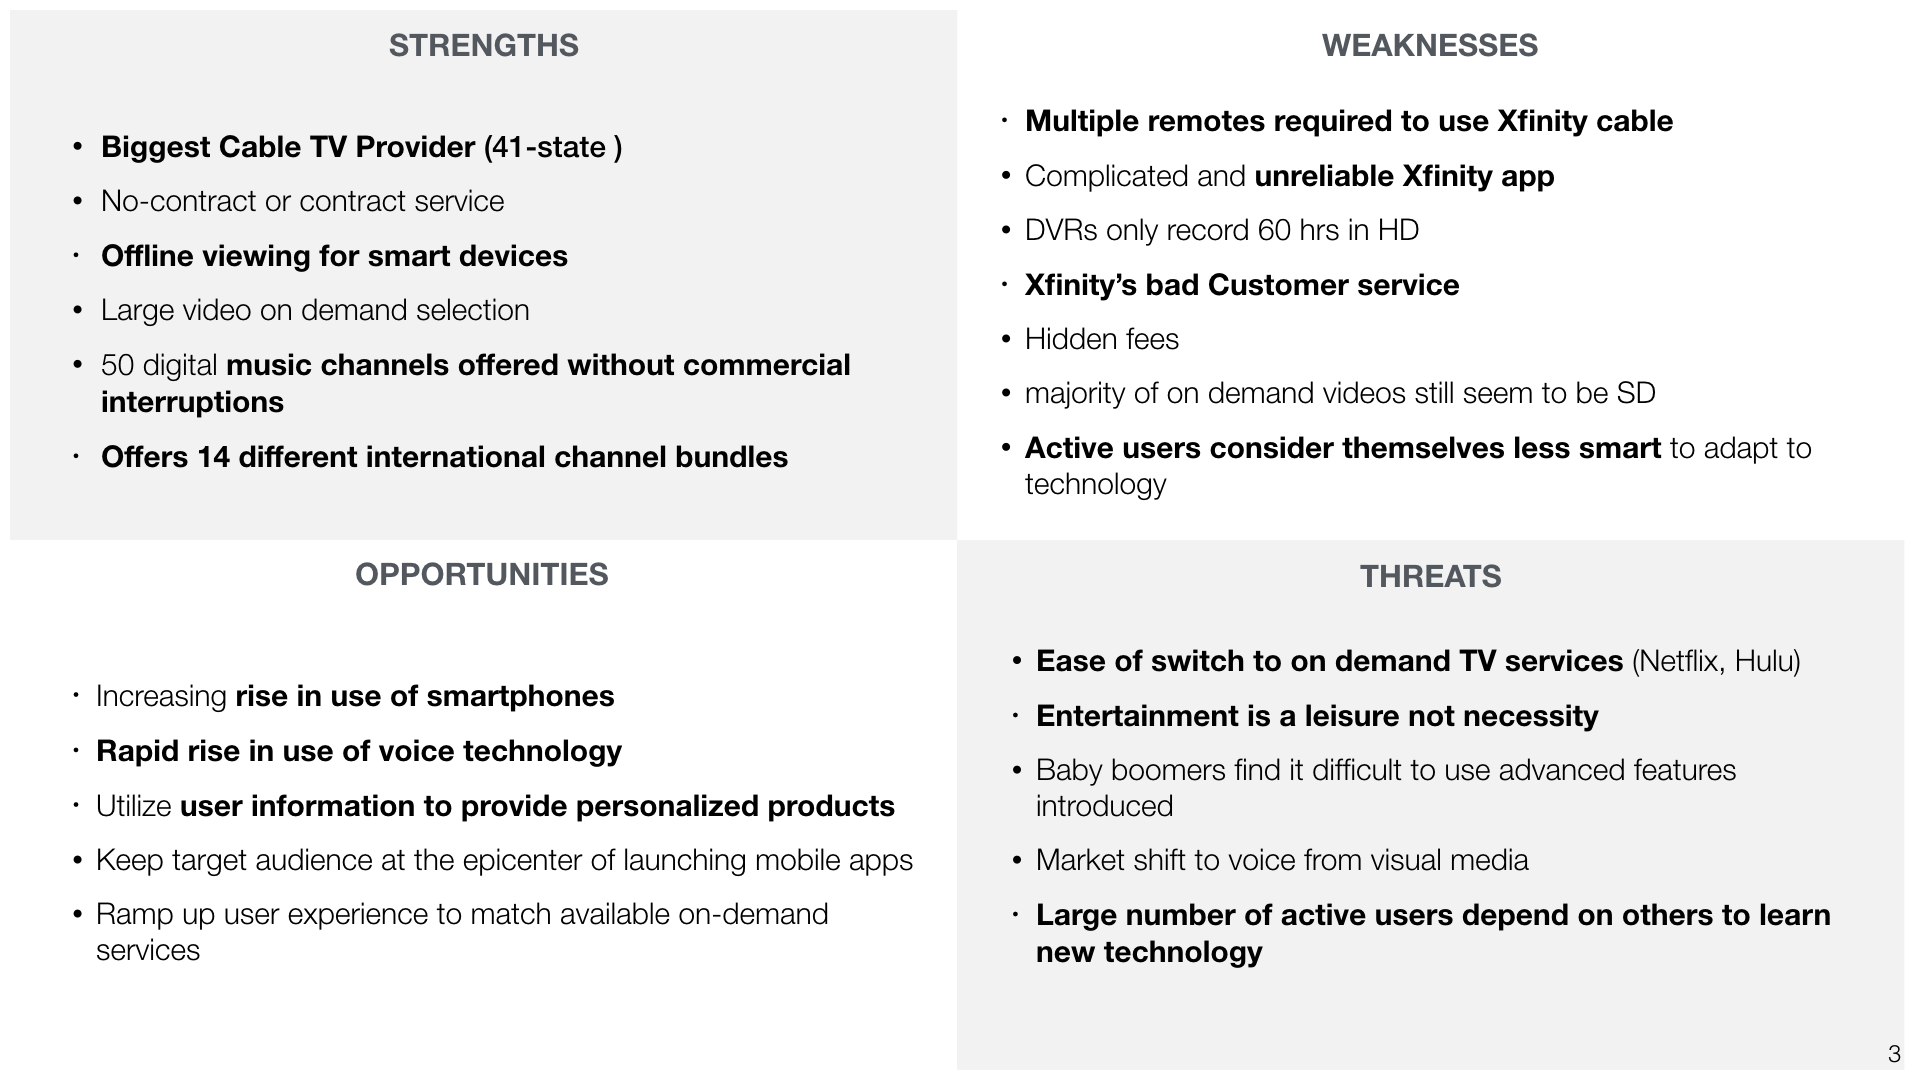 STRENGTHS
• Biggest Cable TV Provider (41-state )
• No-contract or contract service
• Offline viewing for smart devices
• Large video on demand selection
• 50 digital music channels offered without commercial
interruptions
• Offers 14 different international channel bundles
WEAKNESSES
• Multiple remotes required to use Xfinity cable
• Complicated and unreliable Xfinity app
• DVRs only record 60 hrs in HD
• Xfinity’s bad Customer service
• Hidden fees
• majority of on demand videos still seem to be SD
• Active users consider themselves less smart to adapt to
technology
OPPORTUNITIES
• Increasing rise in use of smartphones
• Rapid rise in use of voice technology
• Utilize user information to provide personalized products
• Keep target audience at the epicenter of launching mobile apps
• Ramp up user experience to match available on-demand
services
THREATS
• Ease of switch to on demand TV services (Netflix, Hulu)
• Entertainment is a leisure not necessity
• Baby boomers find it difficult to use advanced features
introduced
• Market shift to voice from visual media
• Large number of active users depend on others to learn
new technology
3